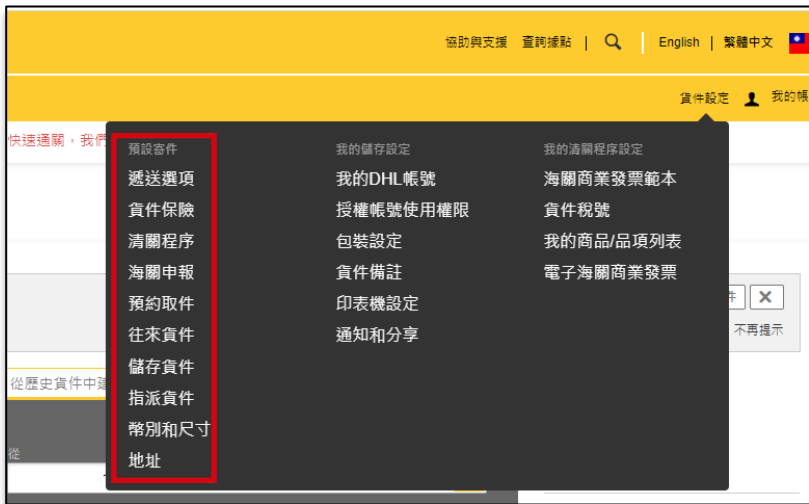 協助與支援 查詢據點 | English | 繁體中文
貨件設定 我的帳
快速通關，我們
預設寄件
遞送選項
貨件保險
清關程序
海關申報
預約取件
往來貨件
儲存貨件
指派貨件
幣別和尺寸
地址
我的儲存設定
我的DHL帳號
授權帳號使用權限
包裝設定
貨件備註
印表機設定
通知和分享
我的清關程序設定
海關商業發票範本
貨件稅號
我的商品/品項列表
電子海關商業發票
件
不再提示
從歷史貨件中建
從